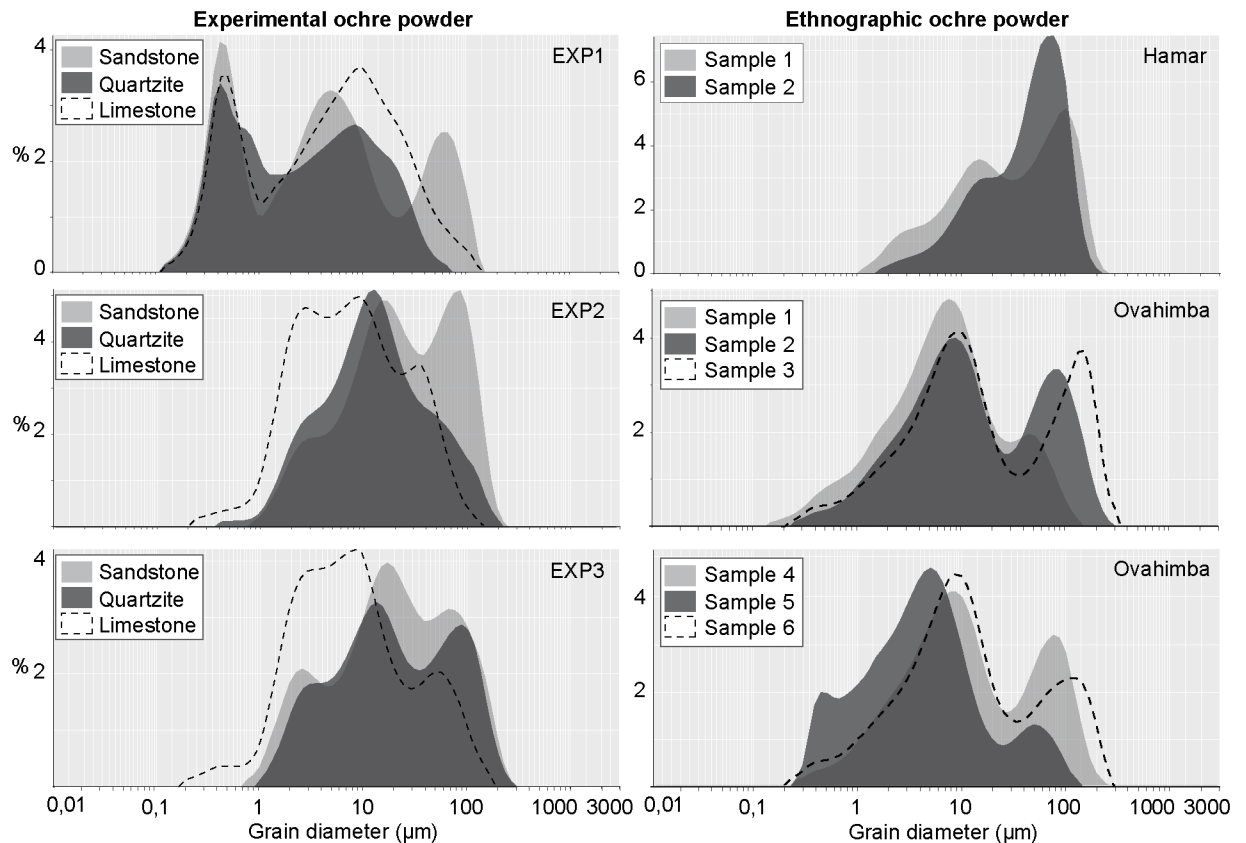 Experimental ochre powder
Ethnographic ochre powder
4
%2
0
Sandstone
Quartzite
Limestone
EXP1
6
4
2
0
Sample 1
Sample 2
Hamar
4
%2
Sandstone
Quartzite
Limestone
EXP2
4
2
Sample 1
Sample 2
Sample 3
Ovahimba
4
%2
Sandstone
Quartzite
Limestone
EXP3
4
2
Sample 4
Sample 5
Sample 6
Ovahimba
0,01 0,1 1 10 100 1000 3000
0,01 0,1 1 10 100 1000 3000
Grain diameter (µm)
Grain diameter (µm)